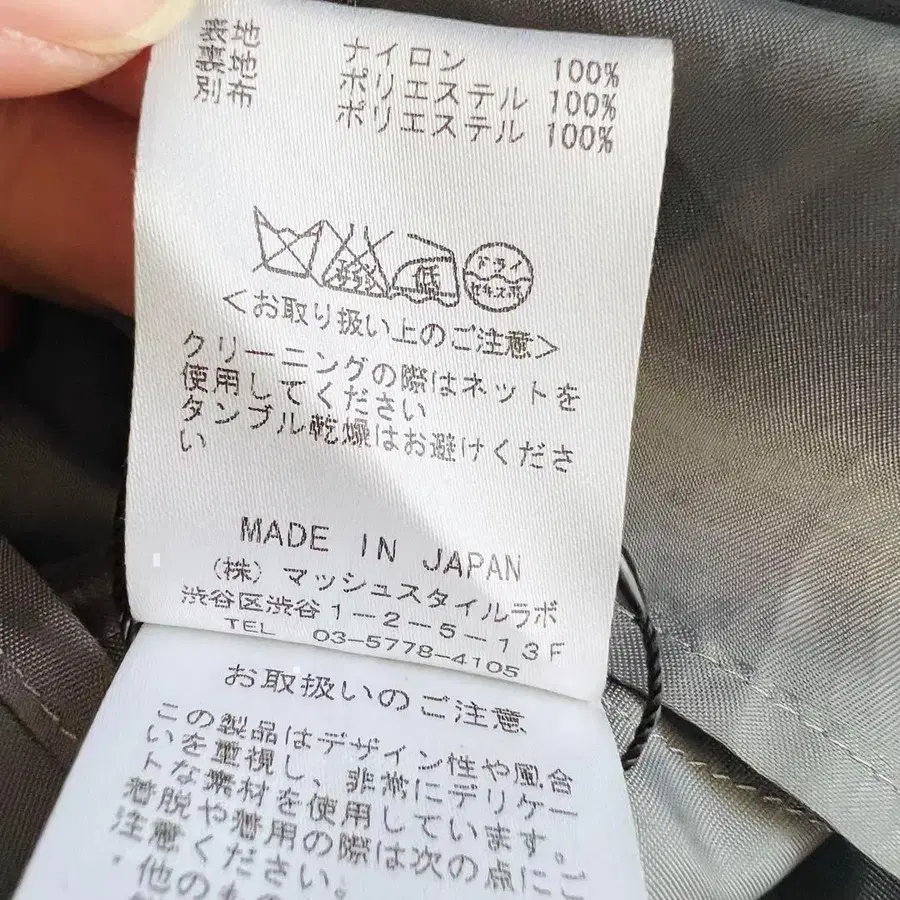 表地 ナイロン 100%
裏地 ポリエステル 100%
別布 ポリエステル 100%
低
ドライ
セキユ系
<お取り扱い上のご注意>
クリーニングの際はネットを
使用してください
タンブル乾燥はお避けくださ
い
MADE IN JAPAN
(株) マッシュスタイルラボ
渋谷区渋谷1-2-5-13F
TEL 03-5778-4105
お取扱いのご注意
この製品はデザイン性や風合
いを重視し、非常にデリケー
トな素材を使用しています。
着脱や着用の際は次の点にご
注意ください。
・他のも